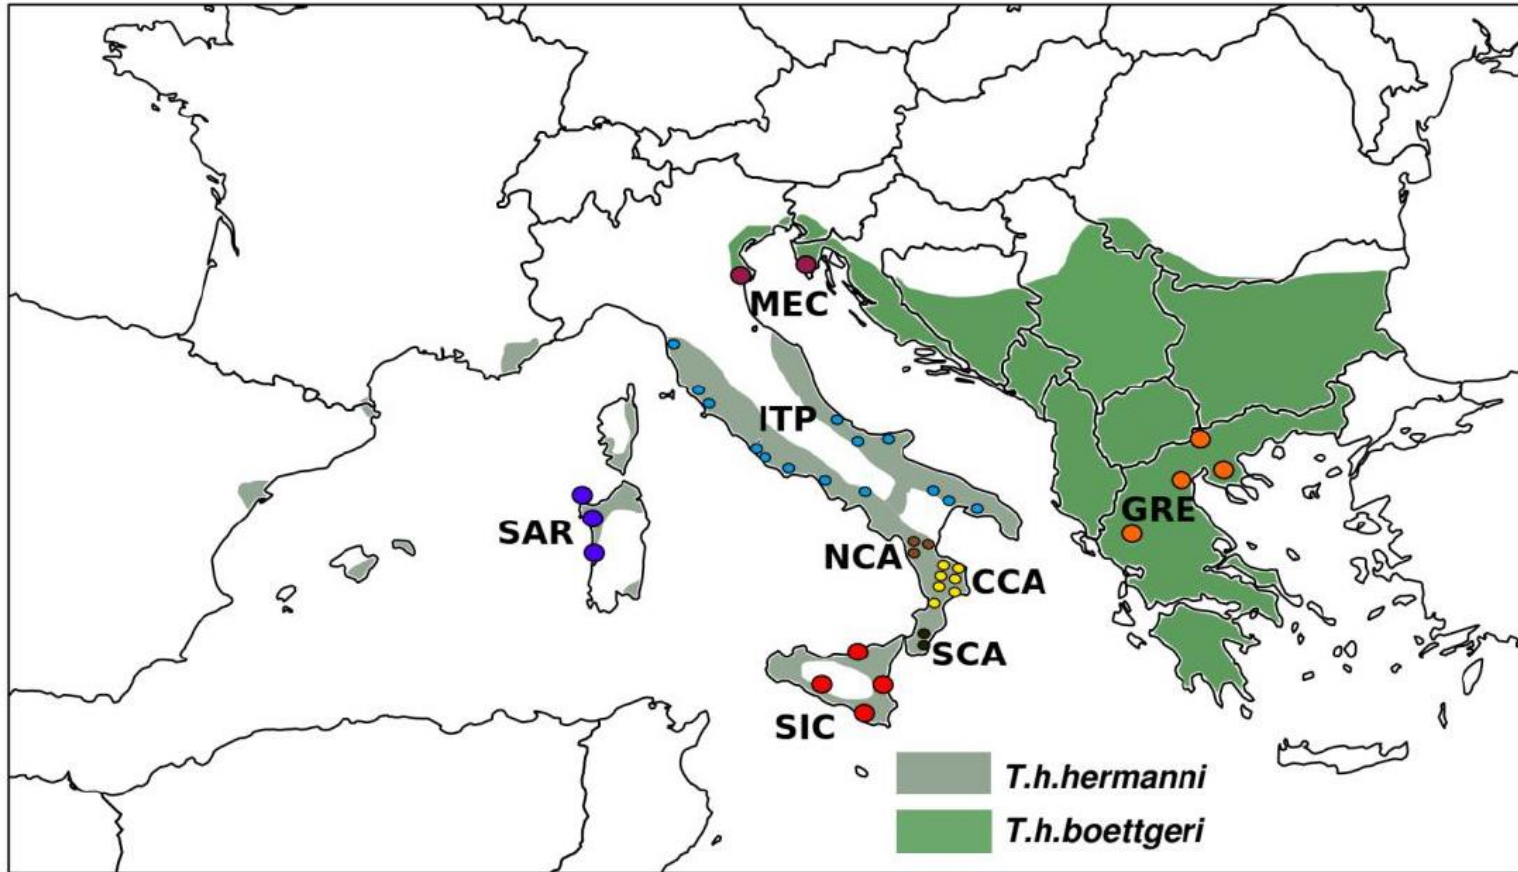 MEC
ITP
SAR
GRE
NCA
CCA
SCA
SIC
T.h.hermanni
T.h.boettgeri